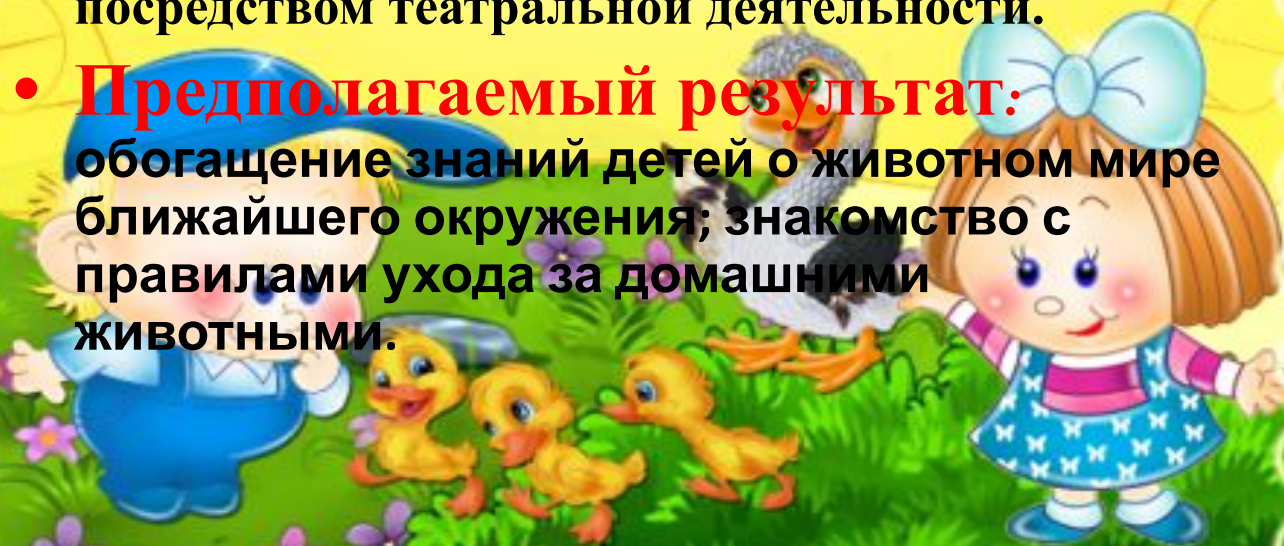 посредством театральной деятельности.
• Предполагаемый результат:
обогащение знаний детей о животном мире
ближайшего окружения; знакомство с
правилами ухода за домашними
животными.